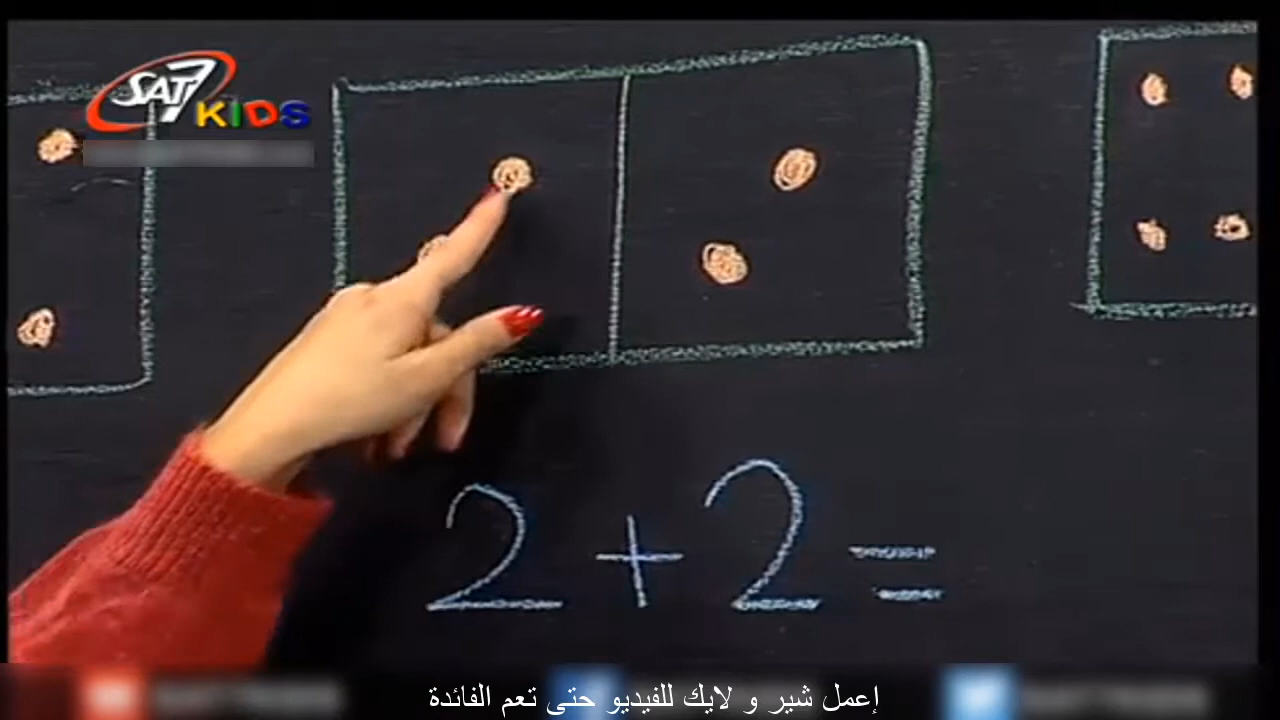 SAT7
KIDS
2+2=
إعمل شير و لايك للفيديو حتى تعم الفائدة